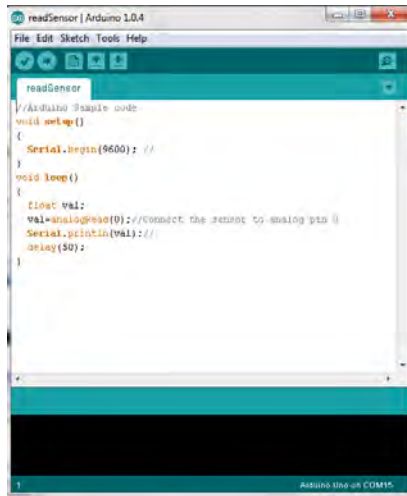 readSensor | Arduino 1.0.4
File Edit Sketch Tools Help
readSensor
//Arduino Sample code
void setup()
{
Serial.begin(9600); //
}
void loop()
{
float val;
val=analogRead(0);//Connect the sensor to analog pin 0
Serial.println(val);//
delay(50);
}
1
Arduino Uno on COM15